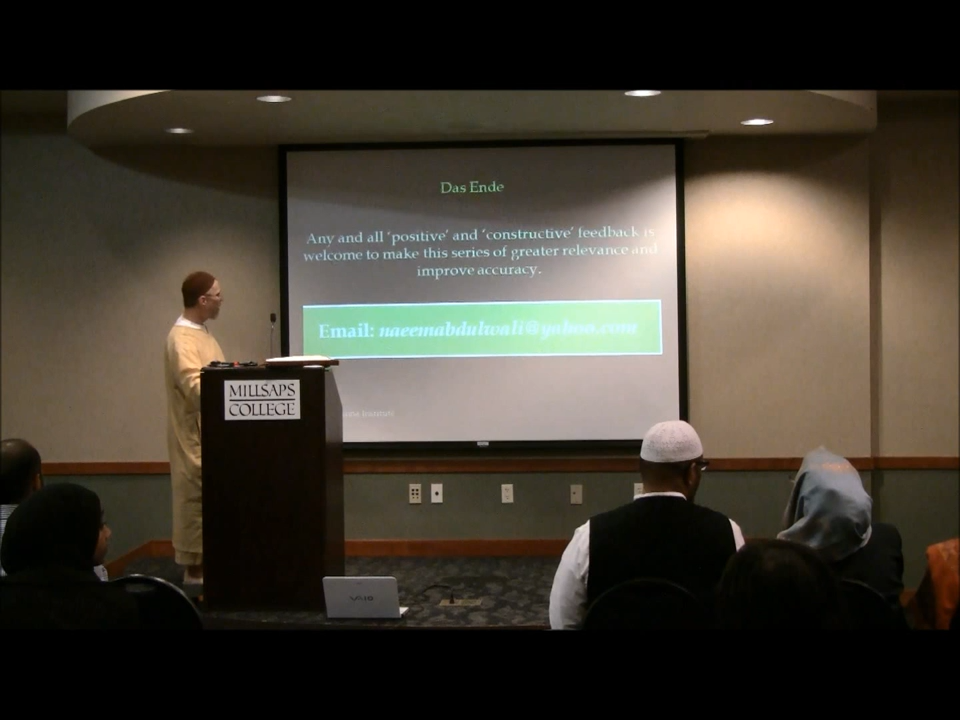 Das Ende
Any and all 'positive' and 'constructive' feedback is
welcome to make this series of greater relevance and
improve accuracy.
Email: naeemabdulwali@yahoo.com
MILLSAPS
COLLEGE
VAIO